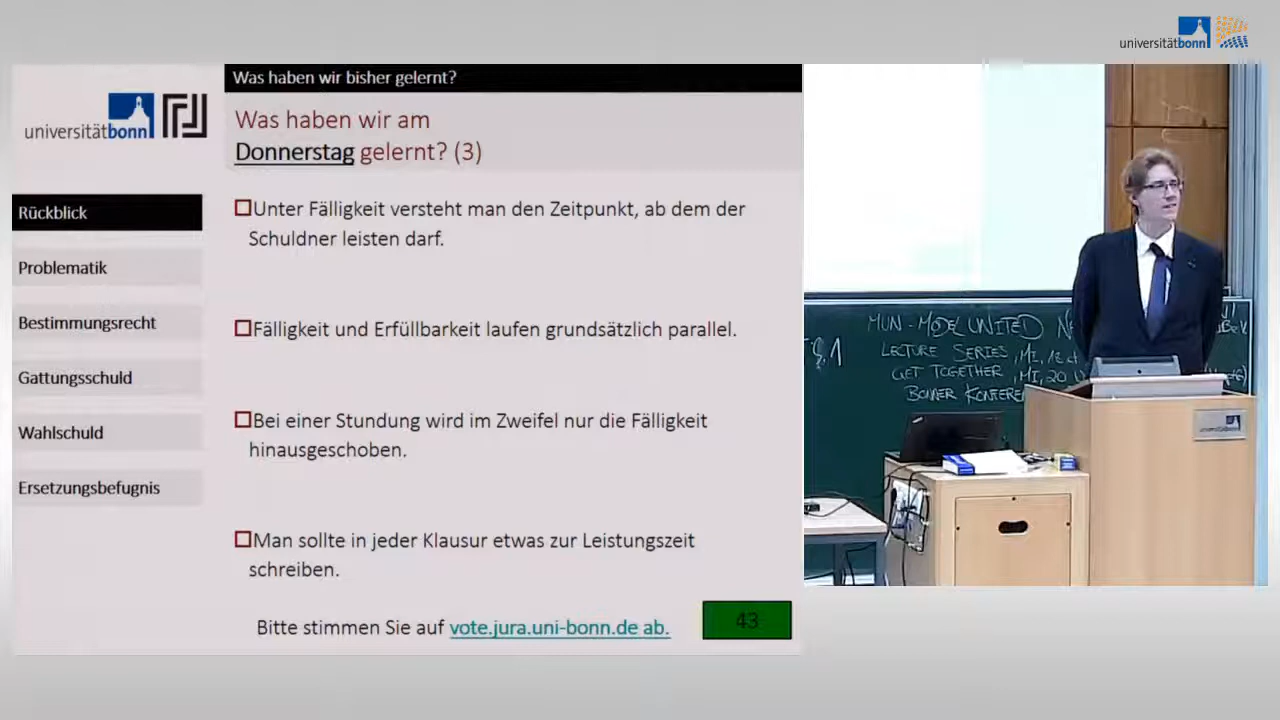 universitätbonn
Was haben wir bisher gelernt?
universitätbonn
Was haben wir am
Donnerstag gelernt? (3)
Rückblick
Problematik
Bestimmungsrecht
Gattungsschuld
Wahlschuld
Ersetzungsbefugnis
Unter Fälligkeit versteht man den Zeitpunkt, ab dem der
Schuldner leisten darf.
Fälligkeit und Erfüllbarkeit laufen grundsätzlich parallel.
Bei einer Stundung wird im Zweifel nur die Fälligkeit
hinausgeschoben.
Man sollte in jeder Klausur etwas zur Leistungszeit
schreiben.
Bitte stimmen Sie auf vote.jura.uni-bonn.de ab.
43
MUN - MODEL UNITED
LECTURE SERIES, MI,
GET TOGETHER, MI, 20
BONNER
universitätbonn